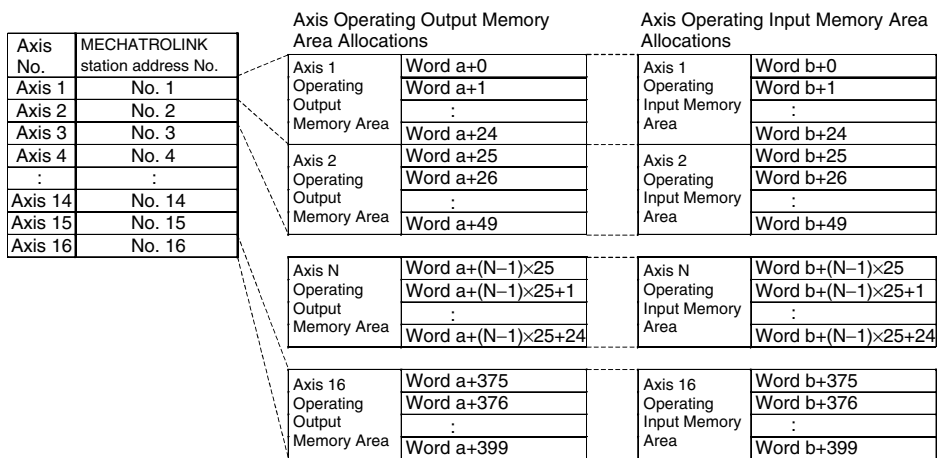 Axis No.
MECHATROLINK station address No.
Axis 1 No. 1
Axis 2 No. 2
Axis 3 No. 3
Axis 4 No. 4
: :
Axis 14 No. 14
Axis 15 No. 15
Axis 16 No. 16
Axis Operating Output Memory
Area Allocations
Axis 1
Operating
Output
Memory Area
Word a+0
Word a+1
:
Word a+24
Axis 2
Operating
Output
Memory Area
Word a+25
Word a+26
:
Word a+49
Axis N
Operating
Output
Memory Area
Word a+(N−1)×25
Word a+(N−1)×25+1
:
Word a+(N−1)×25+24
Axis 16
Operating
Output
Memory Area
Word a+375
Word a+376
:
Word a+399
Axis Operating Input Memory Area
Allocations
Axis 1
Operating
Input Memory
Area
Word b+0
Word b+1
:
Word b+24
Axis 2
Operating
Input Memory
Area
Word b+25
Word b+26
:
Word b+49
Axis N
Operating
Input Memory
Area
Word b+(N−1)×25
Word b+(N−1)×25+1
:
Word b+(N−1)×25+24
Axis 16
Operating
Input Memory
Area
Word b+375
Word b+376
:
Word b+399